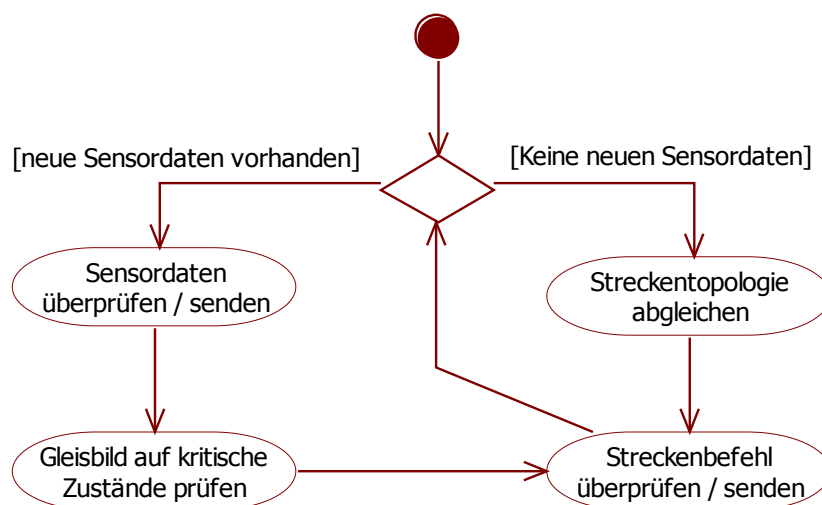 [neue Sensordaten vorhanden]
[Keine neuen Sensordaten]
Sensordaten
überprüfen / senden
Streckentopologie
abgleichen
Gleisbild auf kritische
Zustände prüfen
Streckenbefehl
überprüfen / senden